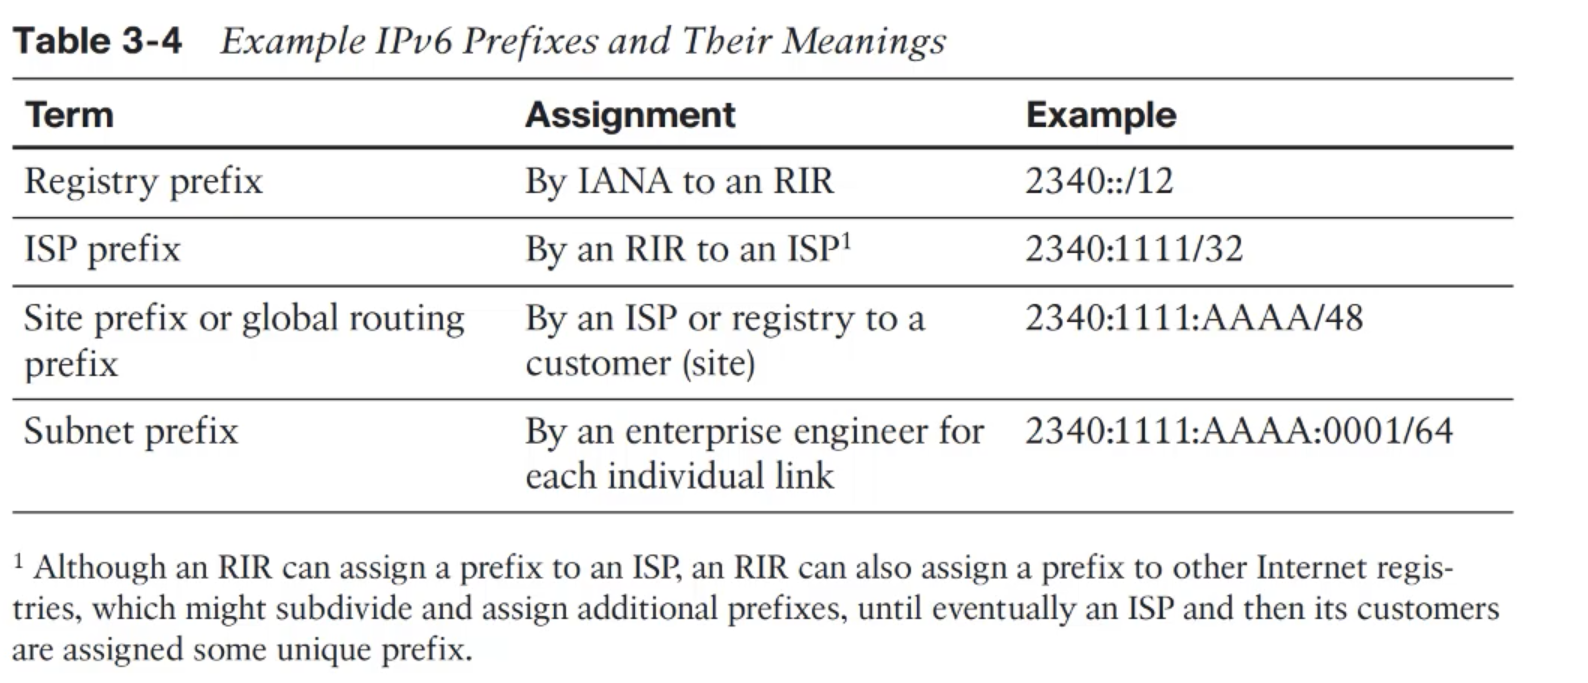 Table 3-4 Example IPv6 Prefixes and Their Meanings
Term Assignment Example
Registry prefix By IANA to an RIR 2340::/12
ISP prefix By an RIR to an ISP¹ 2340:1111/32
Site prefix or global routing By an ISP or registry to a 2340:1111:AAAA/48
prefix customer (site)
Subnet prefix By an enterprise engineer for 2340:1111:AAAA:0001/64
each individual link
¹ Although an RIR can assign a prefix to an ISP, an RIR can also assign a prefix to other Internet regis-
tries, which might subdivide and assign additional prefixes, until eventually an ISP and then its customers
are assigned some unique prefix.